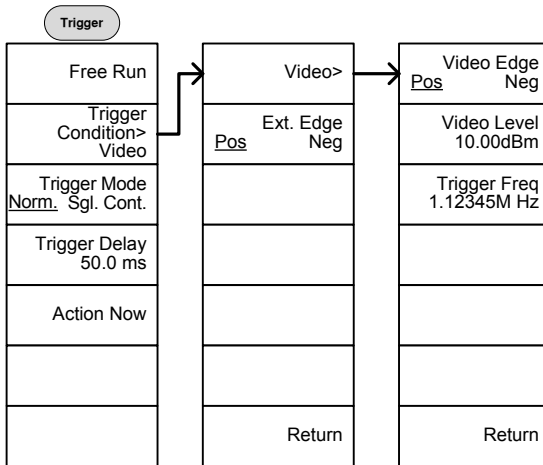 Trigger
Free Run
Trigger
Condition>
Video
Trigger Mode
Norm. Sgl. Cont.
Trigger Delay
50.0 ms
Action Now
Video>
Ext. Edge
Pos Neg
Return
Video Edge
Pos Neg
Video Level
10.00dBm
Trigger Freq
1.12345M Hz
Return